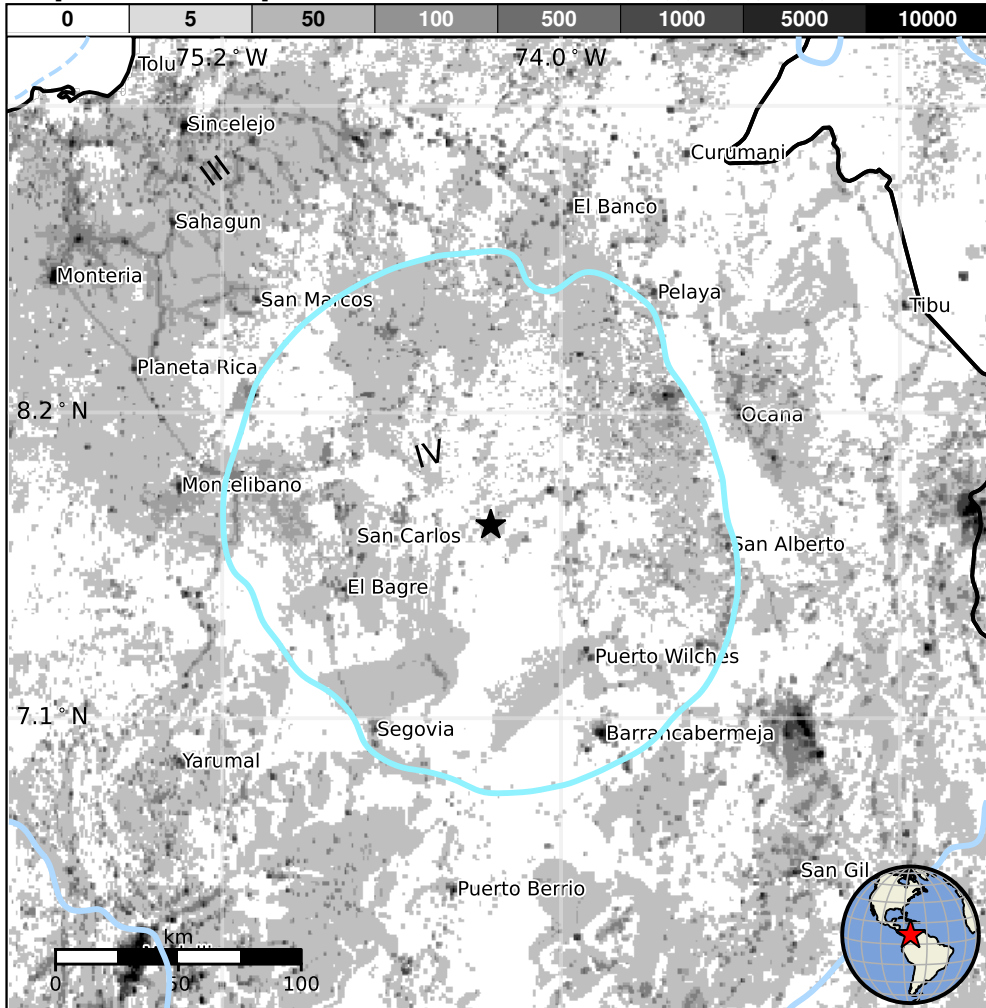 0 5 50 100 500 1000 5000 10000
75.2°W 74.0°W
Tolu
Sincelejo
Curumani
III
El Banco
Sahagun
Monteria
San Marcos
Pelaya
Tibu
Planeta Rica
8.2°N
Ocana
IV
Montelibano
San Carlos
San Alberto
El Bagre
Puerto Wilches
7.1°N
Segovia
Barrancabermeja
Yarumal
San Gil
Puerto Berrio
km
0 50 100